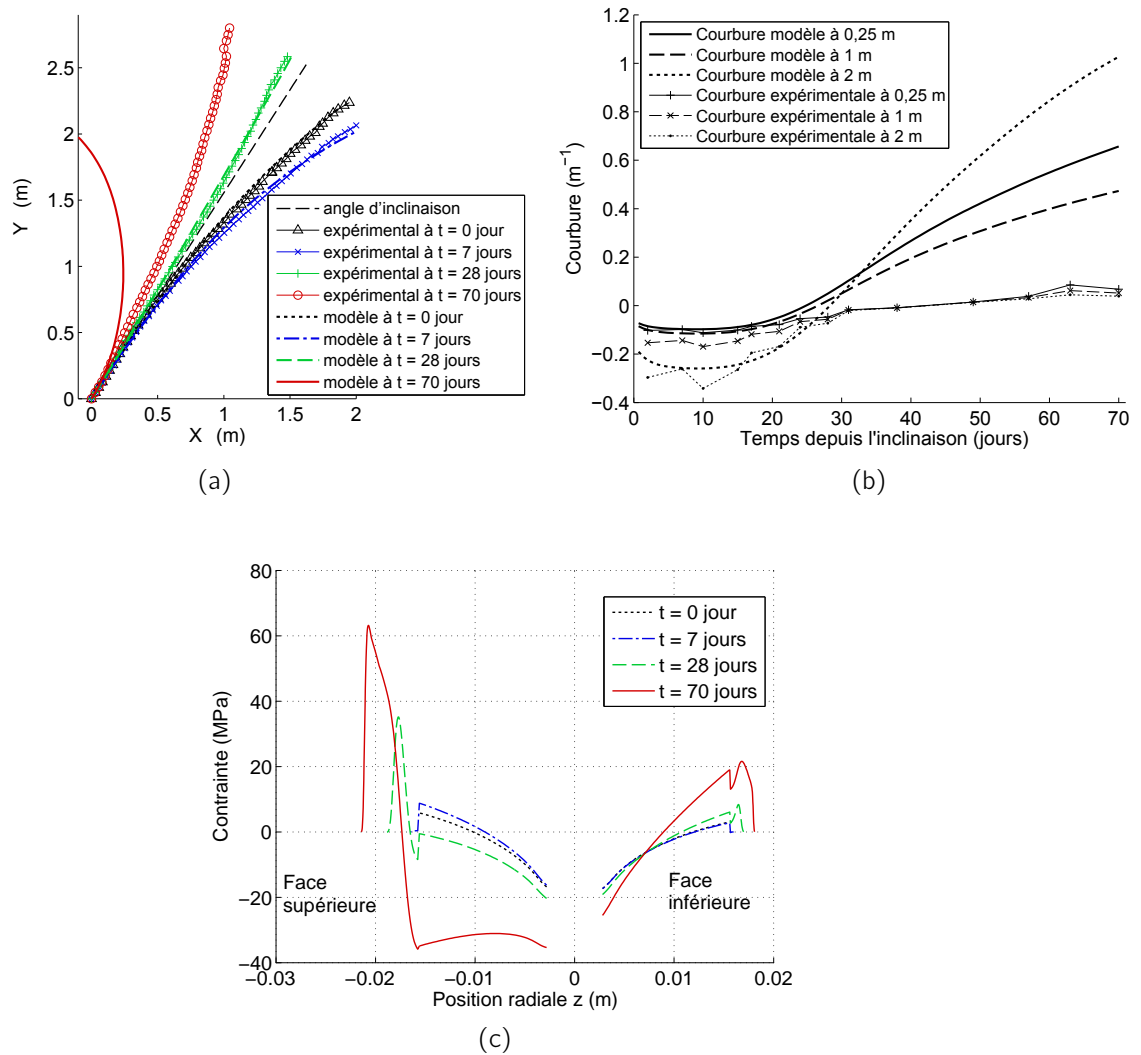 2.5
2
1.5
1
0.5
0
Y (m)
0
0.5
1
1.5
2
X (m)
angle d'inclinaison
expérimental à t = 0 jour
expérimental à t = 7 jours
expérimental à t = 28 jours
expérimental à t = 70 jours
modèle à t = 0 jour
modèle à t = 7 jours
modèle à t = 28 jours
modèle à t = 70 jours
(a)
1.2
1
0.8
0.6
0.4
0.2
0
−0.2
−0.4
Courbure (m⁻¹)
Courbure modèle à 0,25 m
Courbure modèle à 1 m
Courbure modèle à 2 m
Courbure expérimentale à 0,25 m
Courbure expérimentale à 1 m
Courbure expérimentale à 2 m
0
10
20
30
40
50
60
70
Temps depuis l'inclinaison (jours)
(b)
80
60
40
20
0
−20
−40
Contrainte (MPa)
t = 0 jour
t = 7 jours
t = 28 jours
t = 70 jours
Face
supérieure
Face
inférieure
−0.03
−0.02
−0.01
0
0.01
0.02
Position radiale z (m)
(c)